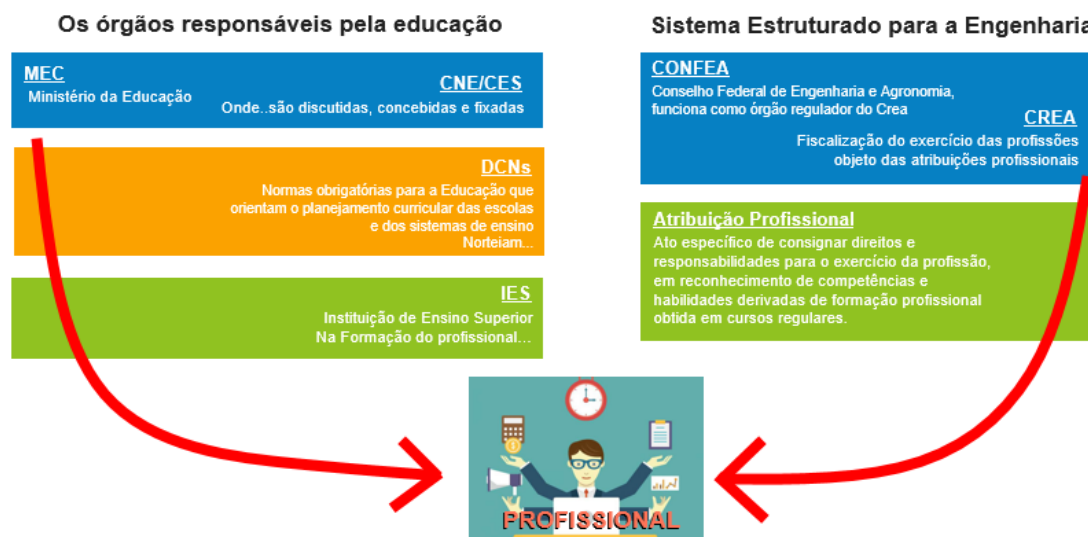 Os órgãos responsáveis pela educação
MEC
Ministério da Educação
CNE/CES
Onde..são discutidas, concebidas e fixadas
DCNs
Normas obrigatórias para a Educação que
orientam o planejamento curricular das escolas
e dos sistemas de ensino
Norteiam...
IES
Instituição de Ensino Superior
Na Formação do profissional...
Sistema Estruturado para a Engenharia
CONFEA
Conselho Federal de Engenharia e Agronomia,
funciona como órgão regulador do Crea
CREA
Fiscalização do exercício das profissões
objeto das atribuições profissionais
Atribuição Profissional
Ato específico de consignar direitos e
responsabilidades para o exercício da profissão,
em reconhecimento de competências e
habilidades derivadas de formação profissional
obtida em cursos regulares.
PROFISSIONAL